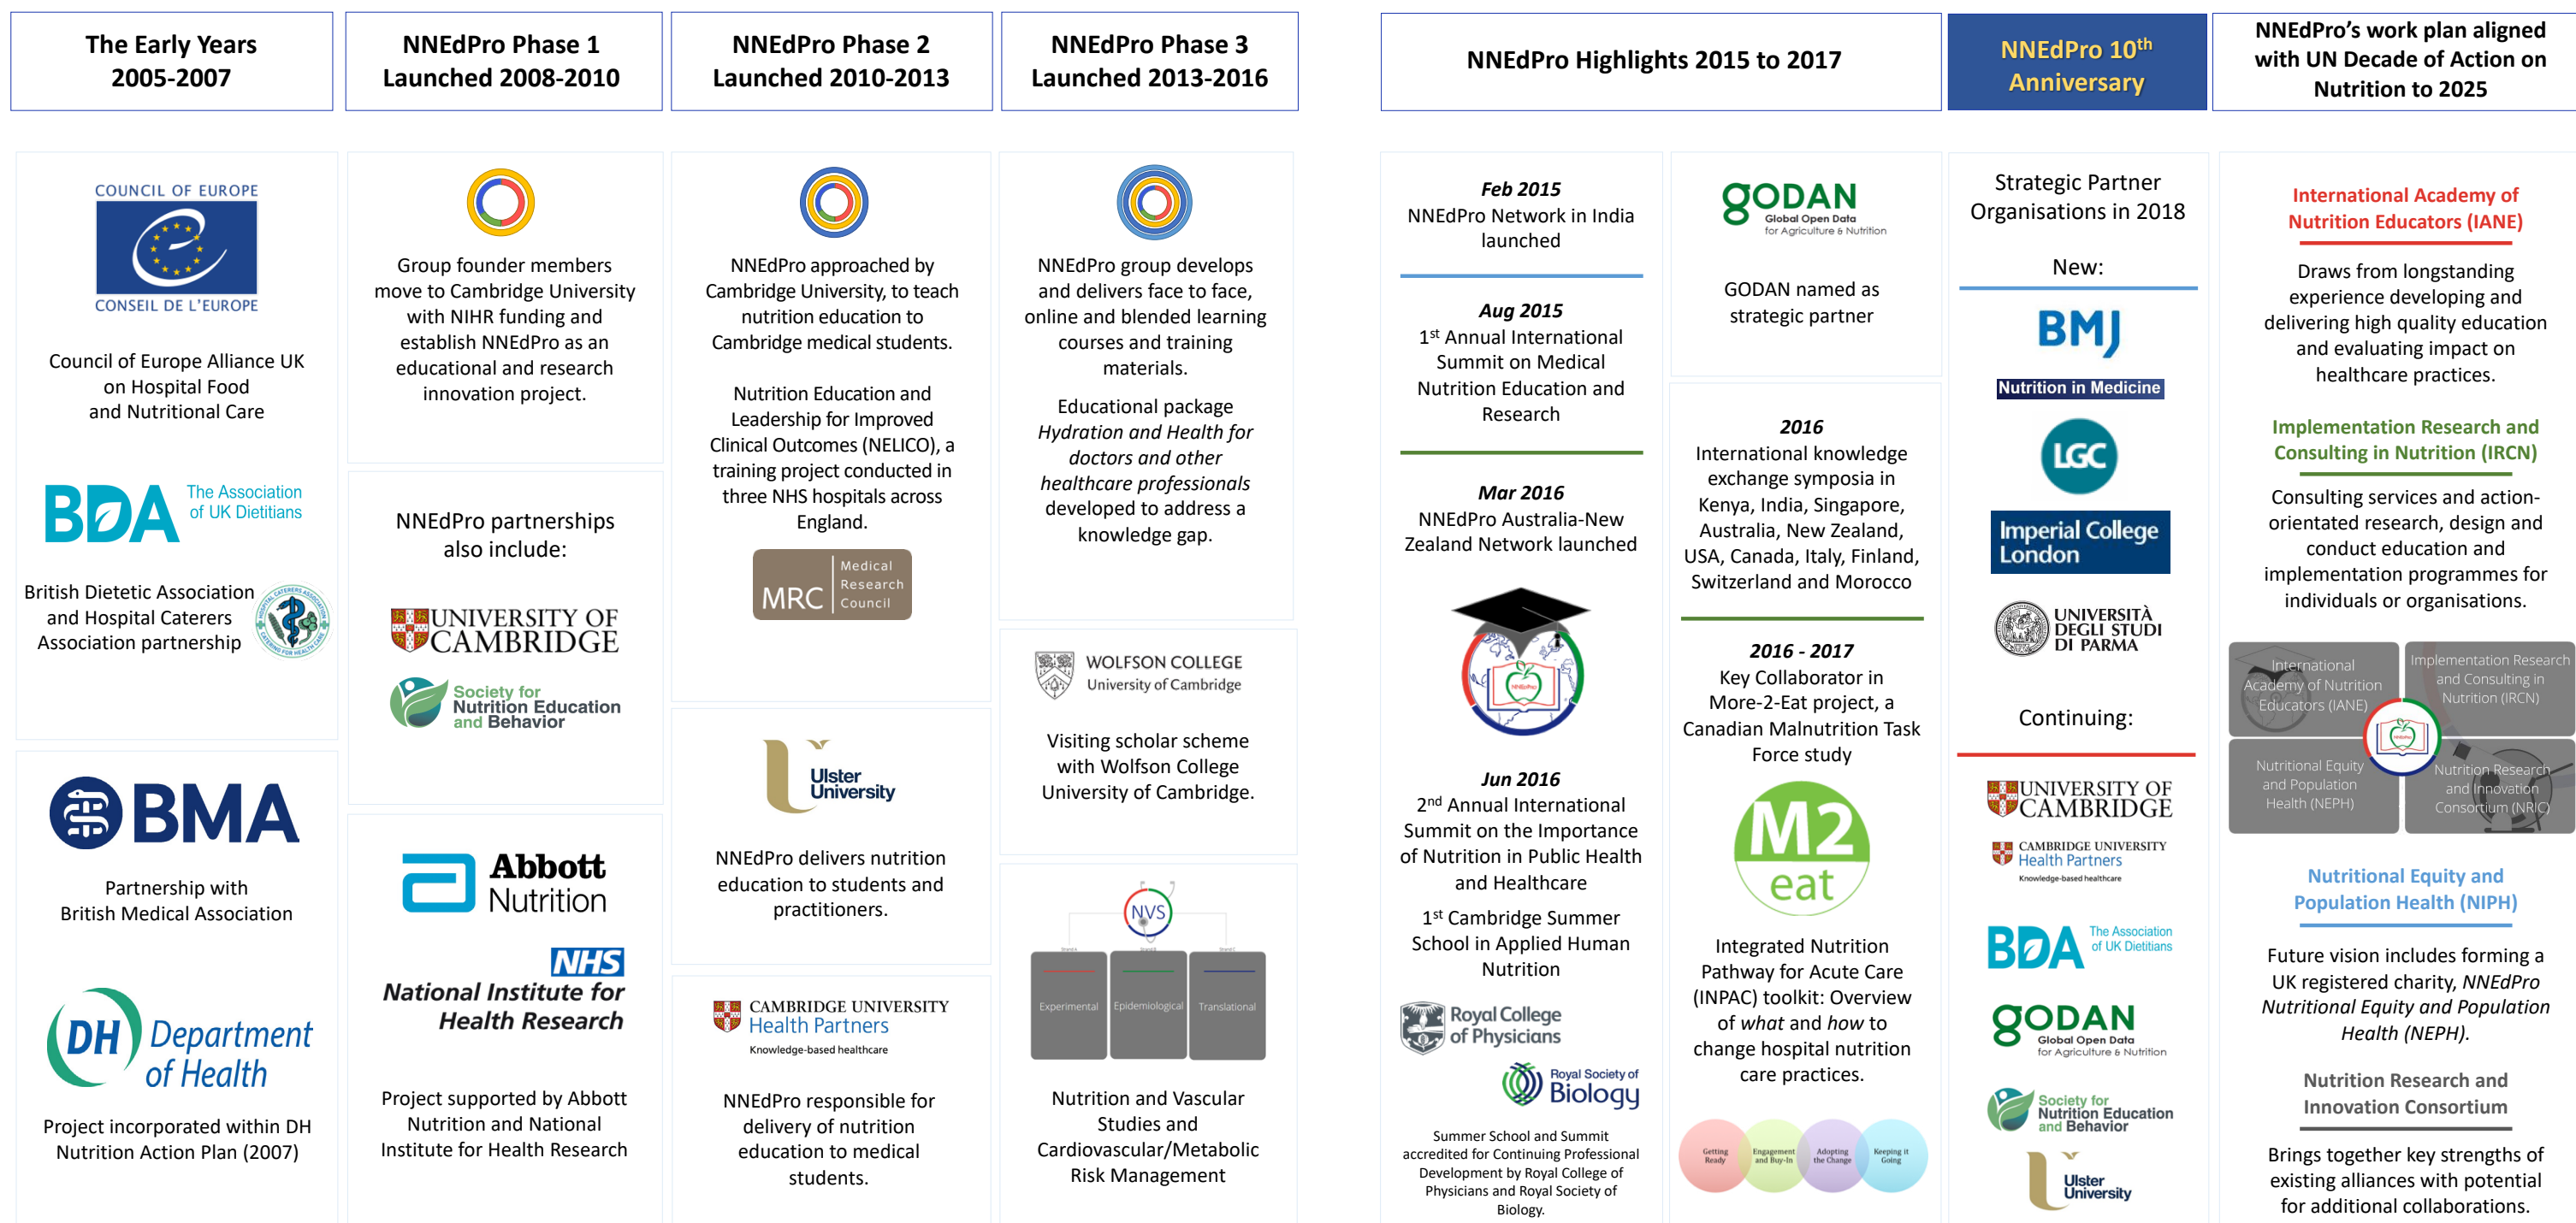 The Early Years
2005-2007
COUNCIL OF EUROPE
CONSEIL DE L'EUROPE
Council of Europe Alliance UK
on Hospital Food
and Nutritional Care
BDA The Association
of UK Dietitians
British Dietetic Association
and Hospital Caterers
Association partnership
HOSPITAL CATERERS ASSOCIATION
CATERING FOR HEALTH CARE
BMA
Partnership with
British Medical Association
DH Department
of Health
Project incorporated within DH
Nutrition Action Plan (2007)
NNEdPro Phase 1
Launched 2008-2010
Group founder members
move to Cambridge University
with NIHR funding and
establish NNEdPro as an
educational and research
innovation project.
NNEdPro partnerships
also include:
UNIVERSITY OF
CAMBRIDGE
Society for
Nutrition Education
and Behavior
Abbott
Nutrition
NHS
National Institute for
Health Research
Project supported by Abbott
Nutrition and National
Institute for Health Research
NNEdPro Phase 2
Launched 2010-2013
NNEdPro approached by
Cambridge University, to teach
nutrition education to
Cambridge medical students.
Nutrition Education and
Leadership for Improved
Clinical Outcomes (NELICO), a
training project conducted in
three NHS hospitals across
England.
MRC
Medical
Research
Council
Ulster
University
NNEdPro delivers nutrition
education to students and
practitioners.
CAMBRIDGE UNIVERSITY
Health Partners
Knowledge-based healthcare
NNEdPro responsible for
delivery of nutrition
education to medical
students.
NNEdPro Phase 3
Launched 2013-2016
NNEdPro group develops
and delivers face to face,
online and blended learning
courses and training
materials.
Educational package
Hydration and Health for
doctors and other
healthcare professionals
developed to address a
knowledge gap.
WOLFSON COLLEGE
University of Cambridge
Visiting scholar scheme
with Wolfson College
University of Cambridge.
NVS
Strand A
Strand B
Strand C
Experimental
Epidemiological
Translational
Nutrition and Vascular
Studies and
Cardiovascular/Metabolic
Risk Management
NNEdPro Highlights 2015 to 2017
Feb 2015
NNEdPro Network in India
launched
Aug 2015
1st Annual International
Summit on Medical
Nutrition Education and
Research
Mar 2016
NNEdPro Australia-New
Zealand Network launched
NNEdPro
Jun 2016
2nd Annual International
Summit on the Importance
of Nutrition in Public Health
and Healthcare
1st Cambridge Summer
School in Applied Human
Nutrition
Royal College
of Physicians
Royal Society of
Biology
Summer School and Summit
accredited for Continuing Professional
Development by Royal College of
Physicians and Royal Society of
Biology.
GODAN
Global Open Data
for Agriculture & Nutrition
GODAN named as
strategic partner
2016
International knowledge
exchange symposia in
Kenya, India, Singapore,
Australia, New Zealand,
USA, Canada, Italy, Finland,
Switzerland and Morocco
2016 - 2017
Key Collaborator in
More-2-Eat project, a
Canadian Malnutrition Task
Force study
M2
eat
Integrated Nutrition
Pathway for Acute Care
(INPAC) toolkit: Overview
of what and how to
change hospital nutrition
care practices.
Getting
Ready
Engagement
and Buy-In
Adopting
the Change
Keeping it
Going
NNEdPro 10th
Anniversary
Strategic Partner
Organisations in 2018
New:
BMJ
Nutrition in Medicine
LGC
Imperial College
London
UNIVERSITÀ
DEGLI STUDI
DI PARMA
Continuing:
UNIVERSITY OF
CAMBRIDGE
CAMBRIDGE UNIVERSITY
Health Partners
Knowledge-based healthcare
BDA The Association
of UK Dietitians
GODAN
Global Open Data
for Agriculture & Nutrition
Society for
Nutrition Education
and Behavior
Ulster
University
NNEdPro's work plan aligned
with UN Decade of Action on
Nutrition to 2025
International Academy of
Nutrition Educators (IANE)
Draws from longstanding
experience developing and
delivering high quality education
and evaluating impact on
healthcare practices.
Implementation Research and
Consulting in Nutrition (IRCN)
Consulting services and action-
orientated research, design and
conduct education and
implementation programmes for
individuals or organisations.
International
Academy of Nutrition
Educators (IANE)
Implementation Research
and Consulting in
Nutrition (IRCN)
NNEdPro
Nutritional Equity
and Population
Health (NEPH)
Nutrition Research
and Innovation
Consortium (NRIC)
Nutritional Equity and
Population Health (NIPH)
Future vision includes forming a
UK registered charity, NNEdPro
Nutritional Equity and Population
Health (NEPH).
Nutrition Research and
Innovation Consortium
Brings together key strengths of
existing alliances with potential
for additional collaborations.